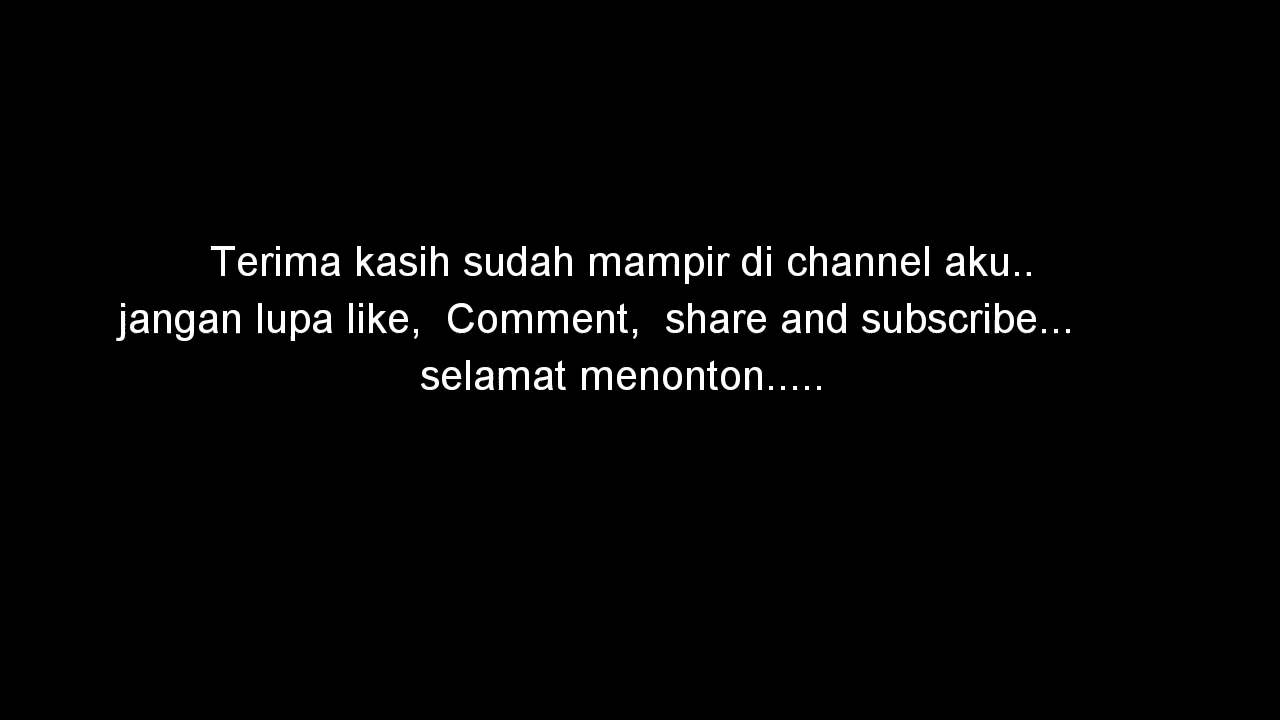 Terima kasih sudah mampir di channel aku..
jangan lupa like,  Comment,  share and subscribe...
selamat menonton.....